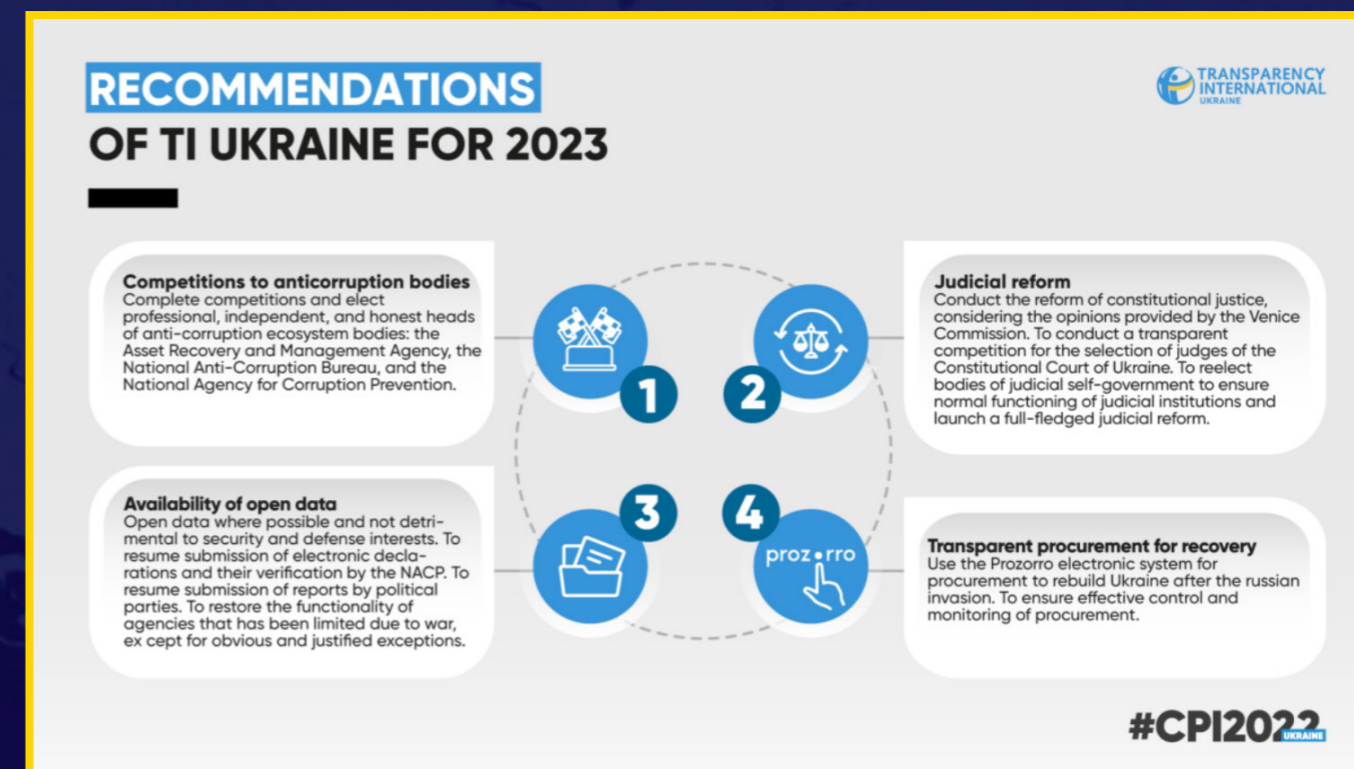 RECOMMENDATIONS
OF TI UKRAINE FOR 2023
TRANSPARENCY
INTERNATIONAL
UKRAINE
Competitions to anticorruption bodies
Complete competitions and elect
professional, independent, and honest heads
of anti-corruption ecosystem bodies: the
Asset Recovery and Management Agency, the
National Anti-Corruption Bureau, and the
National Agency for Corruption Prevention.
1
2
Judicial reform
Conduct the reform of constitutional justice,
considering the opinions provided by the Venice
Commission. To conduct a transparent
competition for the selection of judges of the
Constitutional Court of Ukraine. To reelect
bodies of judicial self-government to ensure
normal functioning of judicial institutions and
launch a full-fledged judicial reform.
Availability of open data
Open data where possible and not detri-
mental to security and defense interests. To
resume submission of electronic decla-
rations and their verification by the NACP. To
resume submission of reports by political
parties. To restore the functionality of
agencies that has been limited due to war,
ex cept for obvious and justified exceptions.
3
4
prozorro
Transparent procurement for recovery
Use the Prozorro electronic system for
procurement to rebuild Ukraine after the russian
invasion. To ensure effective control and
monitoring of procurement.
#CPI2022
UKRAINE